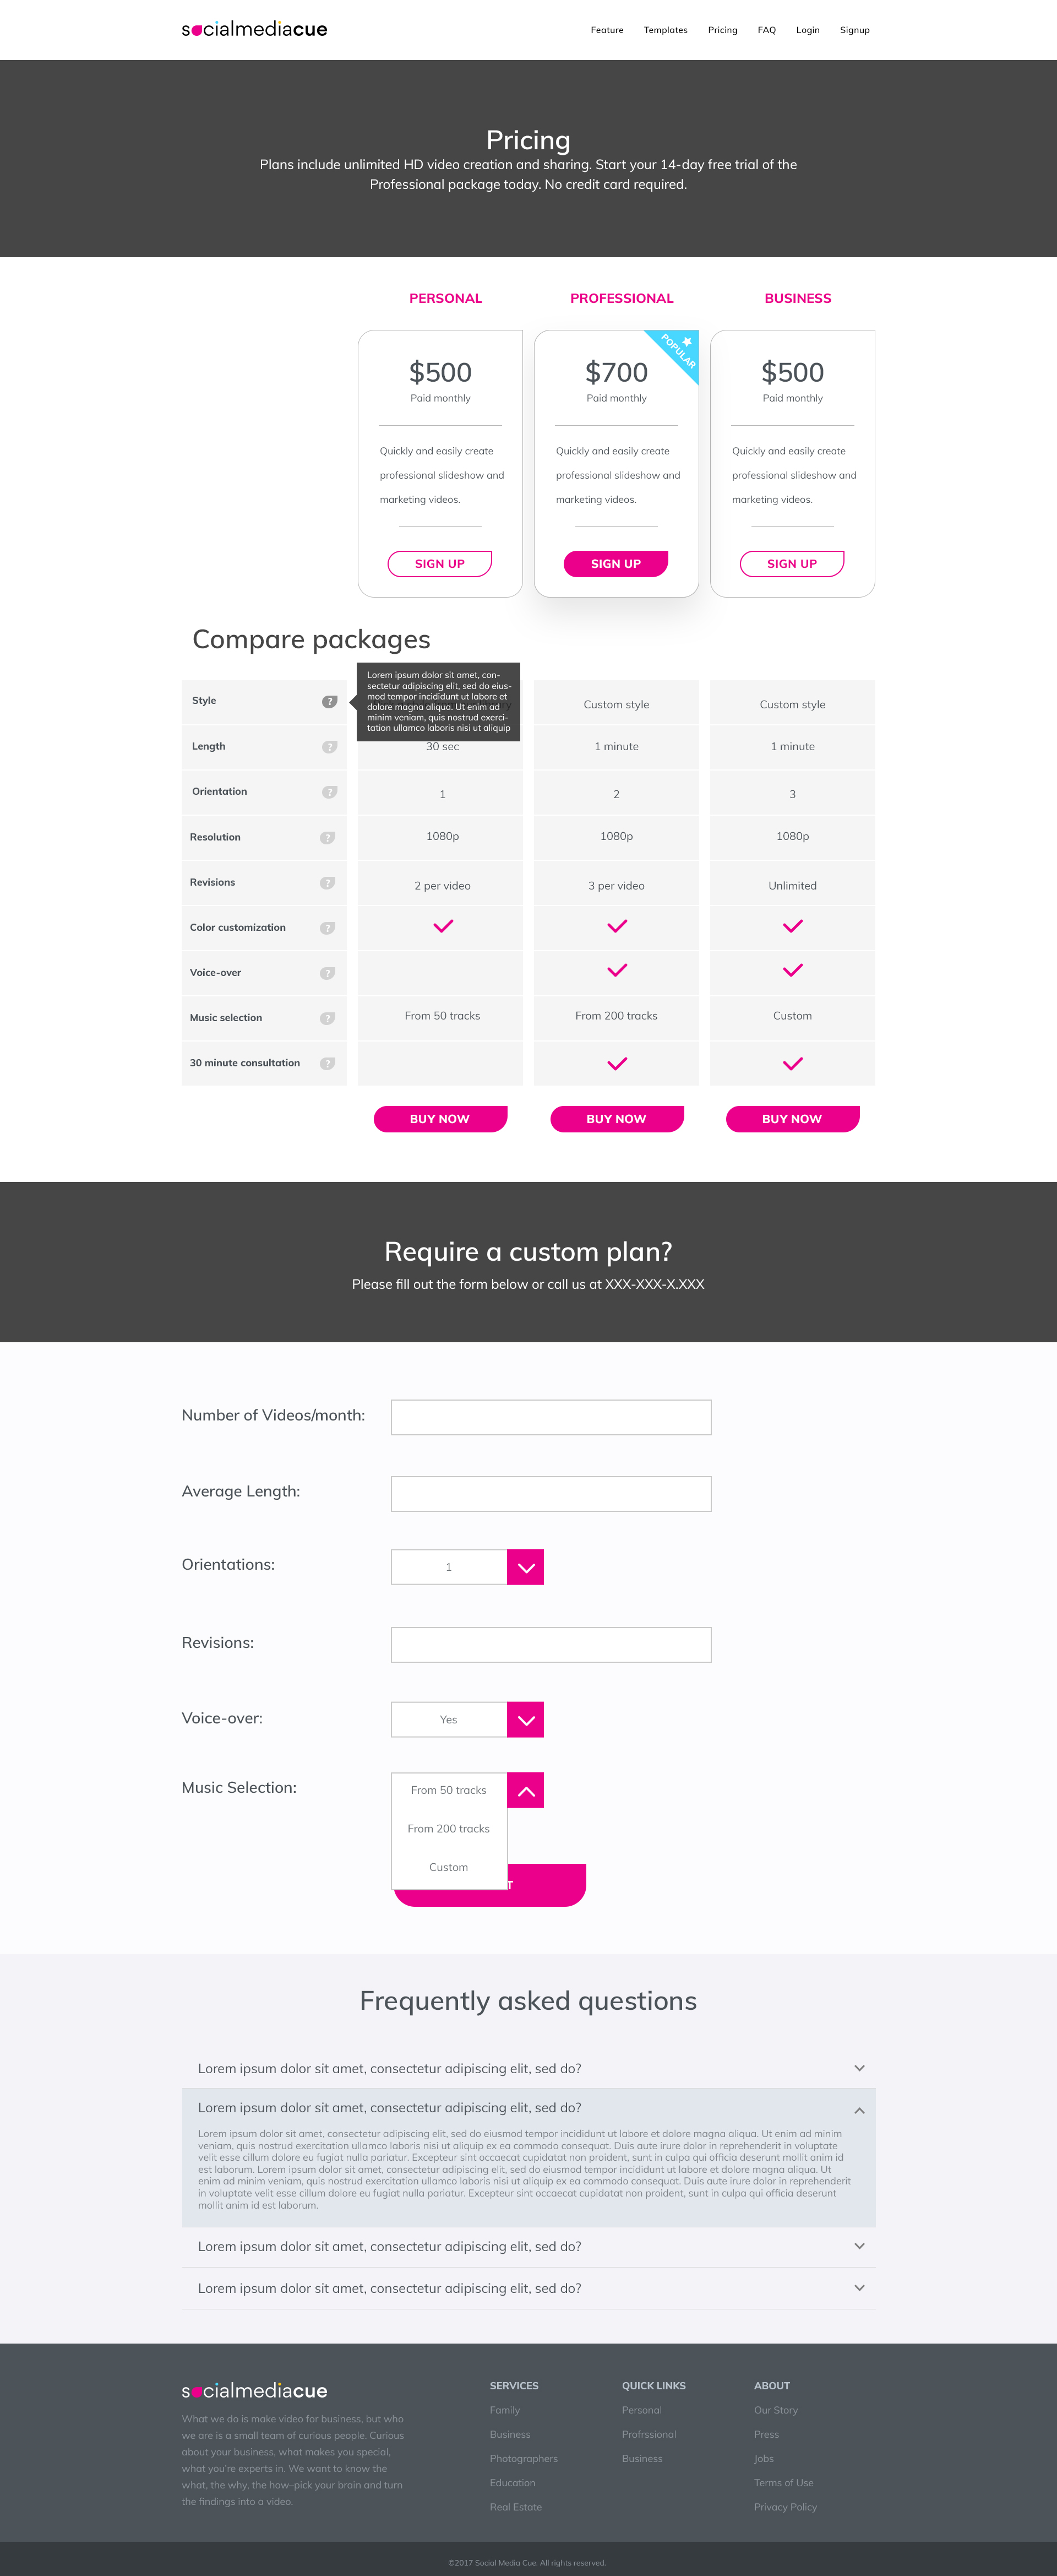 socialmediacue
Feature Templates Pricing FAQ Login Signup
Pricing
Plans include unlimited HD video creation and sharing. Start your 14-day free trial of the
Professional package today. No credit card required.
PERSONAL PROFESSIONAL BUSINESS
$500
Paid monthly
Quickly and easily create
professional slideshow and
marketing videos.
SIGN UP
POPULAR
$700
Paid monthly
Quickly and easily create
professional slideshow and
marketing videos.
SIGN UP
$500
Paid monthly
Quickly and easily create
professional slideshow and
marketing videos.
SIGN UP
Compare packages
Style ?
Lorem ipsum dolor sit amet, con-
sectetur adipiscing elit, sed do eius-
mod tempor incididunt ut labore et
dolore magna aliqua. Ut enim ad
minim veniam, quis nostrud exerci-
tation ullamco laboris nisi ut aliquip
Custom style Custom style
Length ? 30 sec 1 minute 1 minute
Orientation ? 1 2 3
Resolution ? 1080p 1080p 1080p
Revisions ? 2 per video 3 per video Unlimited
Color customization ?
Voice-over ?
Music selection ? From 50 tracks From 200 tracks Custom
30 minute consultation ?
BUY NOW BUY NOW BUY NOW
Require a custom plan?
Please fill out the form below or call us at XXX-XXX-X.XXX
Number of Videos/month:
Average Length:
Orientations: 1
Revisions:
Voice-over: Yes
Music Selection: From 50 tracks
From 200 tracks
Custom
T
Frequently asked questions
Lorem ipsum dolor sit amet, consectetur adipiscing elit, sed do?
Lorem ipsum dolor sit amet, consectetur adipiscing elit, sed do?
Lorem ipsum dolor sit amet, consectetur adipiscing elit, sed do eiusmod tempor incididunt ut labore et dolore magna aliqua. Ut enim ad minim
veniam, quis nostrud exercitation ullamco laboris nisi ut aliquip ex ea commodo consequat. Duis aute irure dolor in reprehenderit in voluptate
velit esse cillum dolore eu fugiat nulla pariatur. Excepteur sint occaecat cupidatat non proident, sunt in culpa qui officia deserunt mollit anim id
est laborum. Lorem ipsum dolor sit amet, consectetur adipiscing elit, sed do eiusmod tempor incididunt ut labore et dolore magna aliqua. Ut
enim ad minim veniam, quis nostrud exercitation ullamco laboris nisi ut aliquip ex ea commodo consequat. Duis aute irure dolor in reprehenderit
in voluptate velit esse cillum dolore eu fugiat nulla pariatur. Excepteur sint occaecat cupidatat non proident, sunt in culpa qui officia deserunt
mollit anim id est laborum.
Lorem ipsum dolor sit amet, consectetur adipiscing elit, sed do?
Lorem ipsum dolor sit amet, consectetur adipiscing elit, sed do?
socialmediacue
What we do is make video for business, but who
we are is a small team of curious people. Curious
about your business, what makes you special,
what you're experts in. We want to know the
what, the why, the how–pick your brain and turn
the findings into a video.
SERVICES
Family
Business
Photographers
Education
Real Estate
QUICK LINKS
Personal
Profrssional
Business
ABOUT
Our Story
Press
Jobs
Terms of Use
Privacy Policy
©2017 Social Media Cue. All rights reserved.